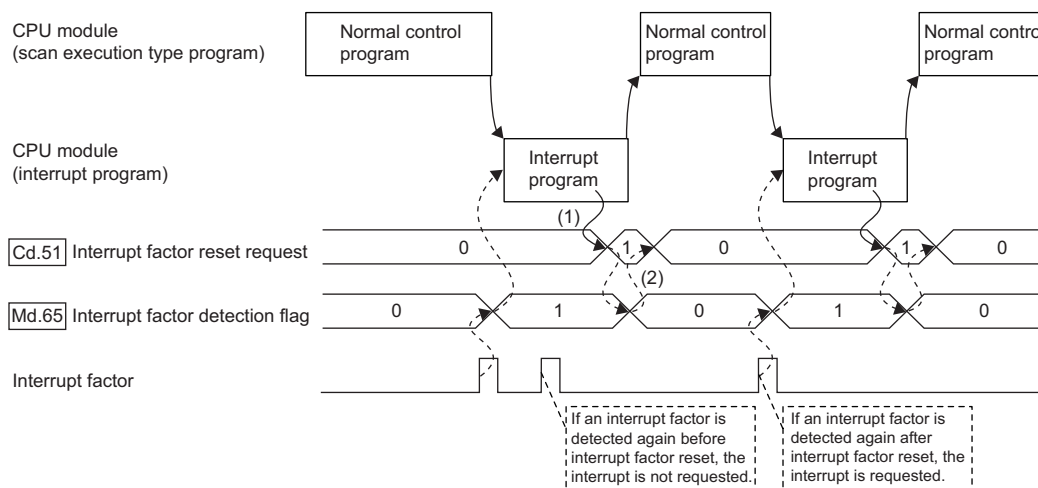 CPU module
(scan execution type program)
Normal control
program
Normal control
program
Normal control
program
CPU module
(interrupt program)
Interrupt
program
Interrupt
program
(1)
Cd.51 Interrupt factor reset request
0
1
0
1
0
(2)
Md.65 Interrupt factor detection flag
0
1
0
1
0
Interrupt factor
If an interrupt factor is
detected again before
interrupt factor reset, the
interrupt is not requested.
If an interrupt factor is
detected again after
interrupt factor reset, the
interrupt is requested.